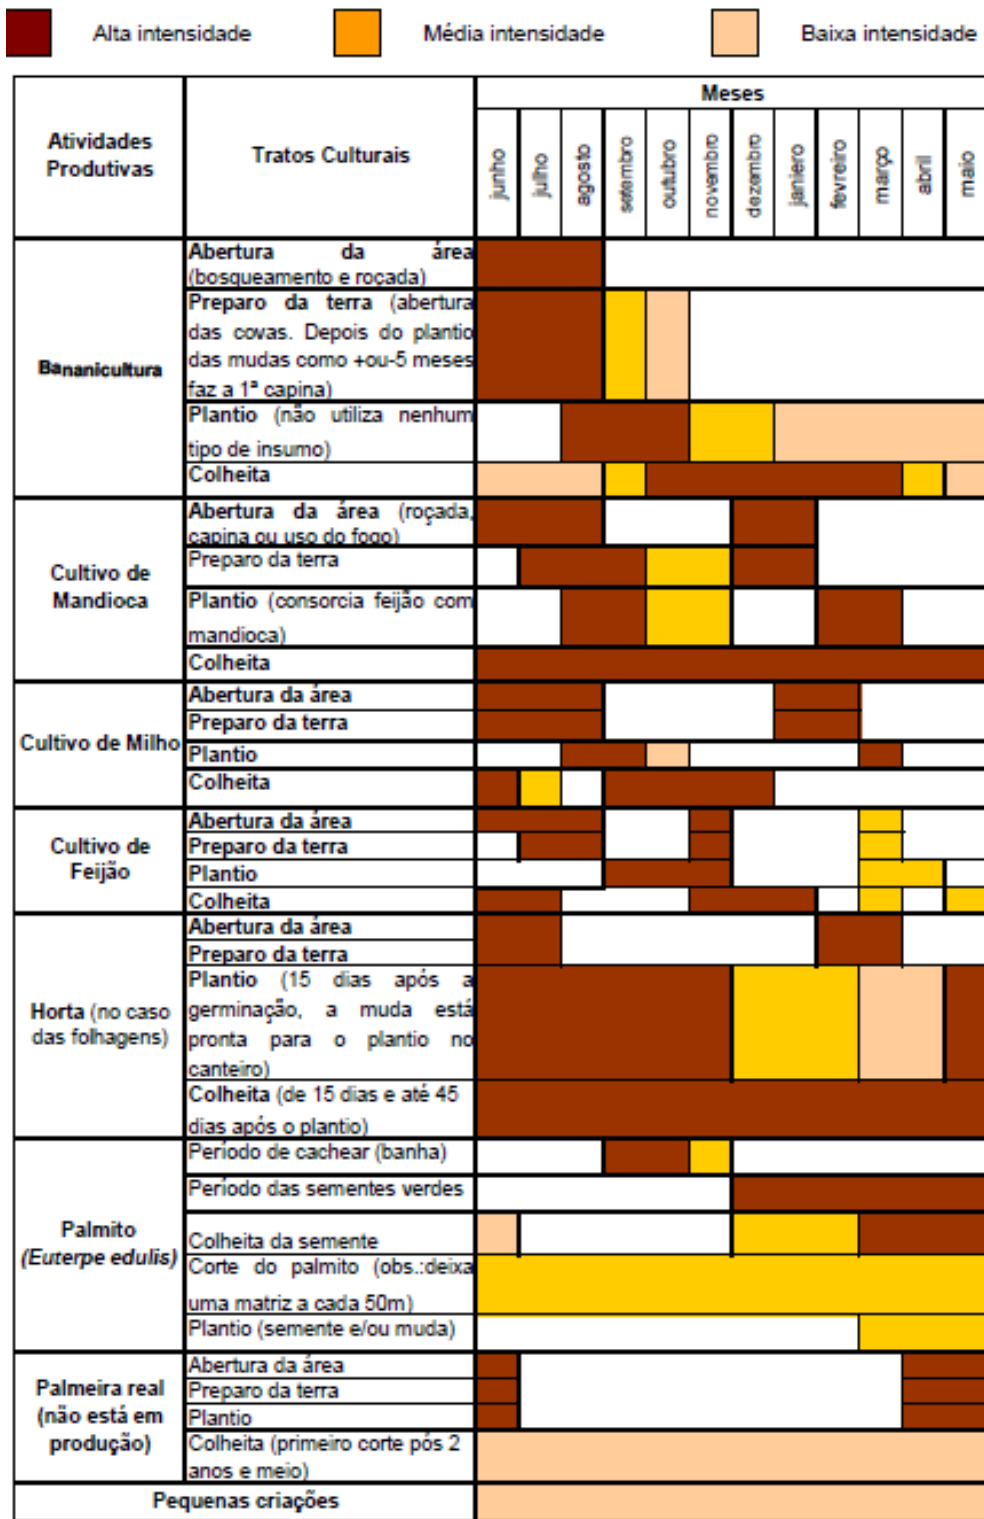 Alta intensidade
Média intensidade
Baixa intensidade
Atividades
Produtivas
Tratos Culturais
Meses
junho
julho
agosto
setembro
outubro
novembro
dezembro
janiero
fevreiro
março
abril
maio
Bananicultura
Abertura da área
(bosqueamento e roçada)
Preparo da terra (abertura
das covas. Depois do plantio
das mudas como +ou-5 meses
faz a 1ª capina)
Plantio (não utiliza nenhum
tipo de insumo)
Colheita
Cultivo de
Mandioca
Abertura da área (roçada,
capina ou uso do fogo)
Preparo da terra
Plantio (consorcia feijão com
mandioca)
Colheita
Cultivo de Milho
Abertura da área
Preparo da terra
Plantio
Colheita
Cultivo de
Feijão
Abertura da área
Preparo da terra
Plantio
Colheita
Horta (no caso
das folhagens)
Abertura da área
Preparo da terra
Plantio (15 dias após a
germinação, a muda está
pronta para o plantio no
canteiro)
Colheita (de 15 dias e até 45
dias após o plantio)
Palmito
(Euterpe edulis)
Período de cachear (banha)
Período das sementes verdes
Colheita da semente
Corte do palmito (obs.:deixa
uma matriz a cada 50m)
Plantio (semente e/ou muda)
Palmeira real
(não está em
produção)
Abertura da área
Preparo da terra
Plantio
Colheita (primeiro corte pós 2
anos e meio)
Pequenas criações